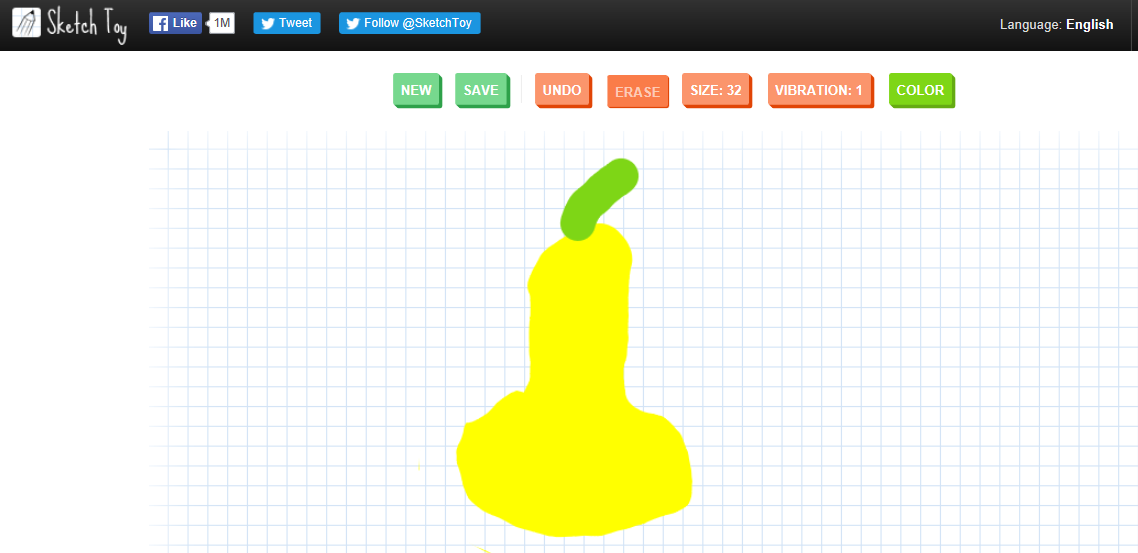 Sketch Toy Like 1M Tweet Follow @SketchToy Language: English
NEW SAVE UNDO ERASE SIZE: 32 VIBRATION: 1 COLOR